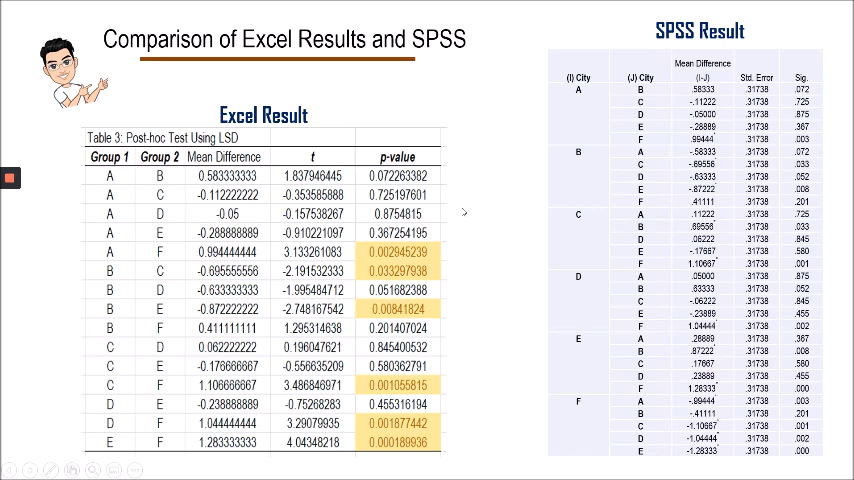 Comparison of Excel Results and SPSS
Excel Result
Table 3: Post-hoc Test Using LSD
Group 1 Group 2 Mean Difference t p-value
A B 0.583333333 1.837946445 0.072263382
A C -0.112222222 -0.353585888 0.725197601
A D -0.05 -0.157538267 0.8754815
A E -0.288888889 -0.910221097 0.367254195
A F 0.994444444 3.133261083 0.002945239
B C -0.695555556 -2.191532333 0.033297938
B D -0.633333333 -1.995484712 0.051682388
B E -0.872222222 -2.748167542 0.00841824
B F 0.411111111 1.295314638 0.201407024
C D 0.062222222 0.196047621 0.845400532
C E -0.176666667 -0.556635209 0.580362791
C F 1.106666667 3.486846971 0.001055815
D E -0.238888889 -0.75268283 0.455316194
D F 1.044444444 3.29079935 0.001877442
E F 1.283333333 4.04348218 0.000189936
SPSS Result
Mean Difference
(I) City (J) City (I-J) Std. Error Sig.
A B .58333 .31738 .072
C -.11222 .31738 .725
D -.05000 .31738 .875
E -.28889 .31738 .367
F .99444* .31738 .003
B A -.58333 .31738 .072
C -.69556* .31738 .033
D -.63333 .31738 .052
E -.87222* .31738 .008
F .41111 .31738 .201
C A .11222 .31738 .725
B .69556* .31738 .033
D .06222 .31738 .845
E -.17667 .31738 .580
F 1.10667* .31738 .001
D A .05000 .31738 .875
B .63333 .31738 .052
C -.06222 .31738 .845
E -.23889 .31738 .455
F 1.04444* .31738 .002
E A .28889 .31738 .367
B .87222* .31738 .008
C .17667 .31738 .580
D .23889 .31738 .455
F 1.28333* .31738 .000
F A -.99444* .31738 .003
B -.41111 .31738 .201
C -1.10667* .31738 .001
D -1.04444* .31738 .002
E -1.28333* .31738 .000